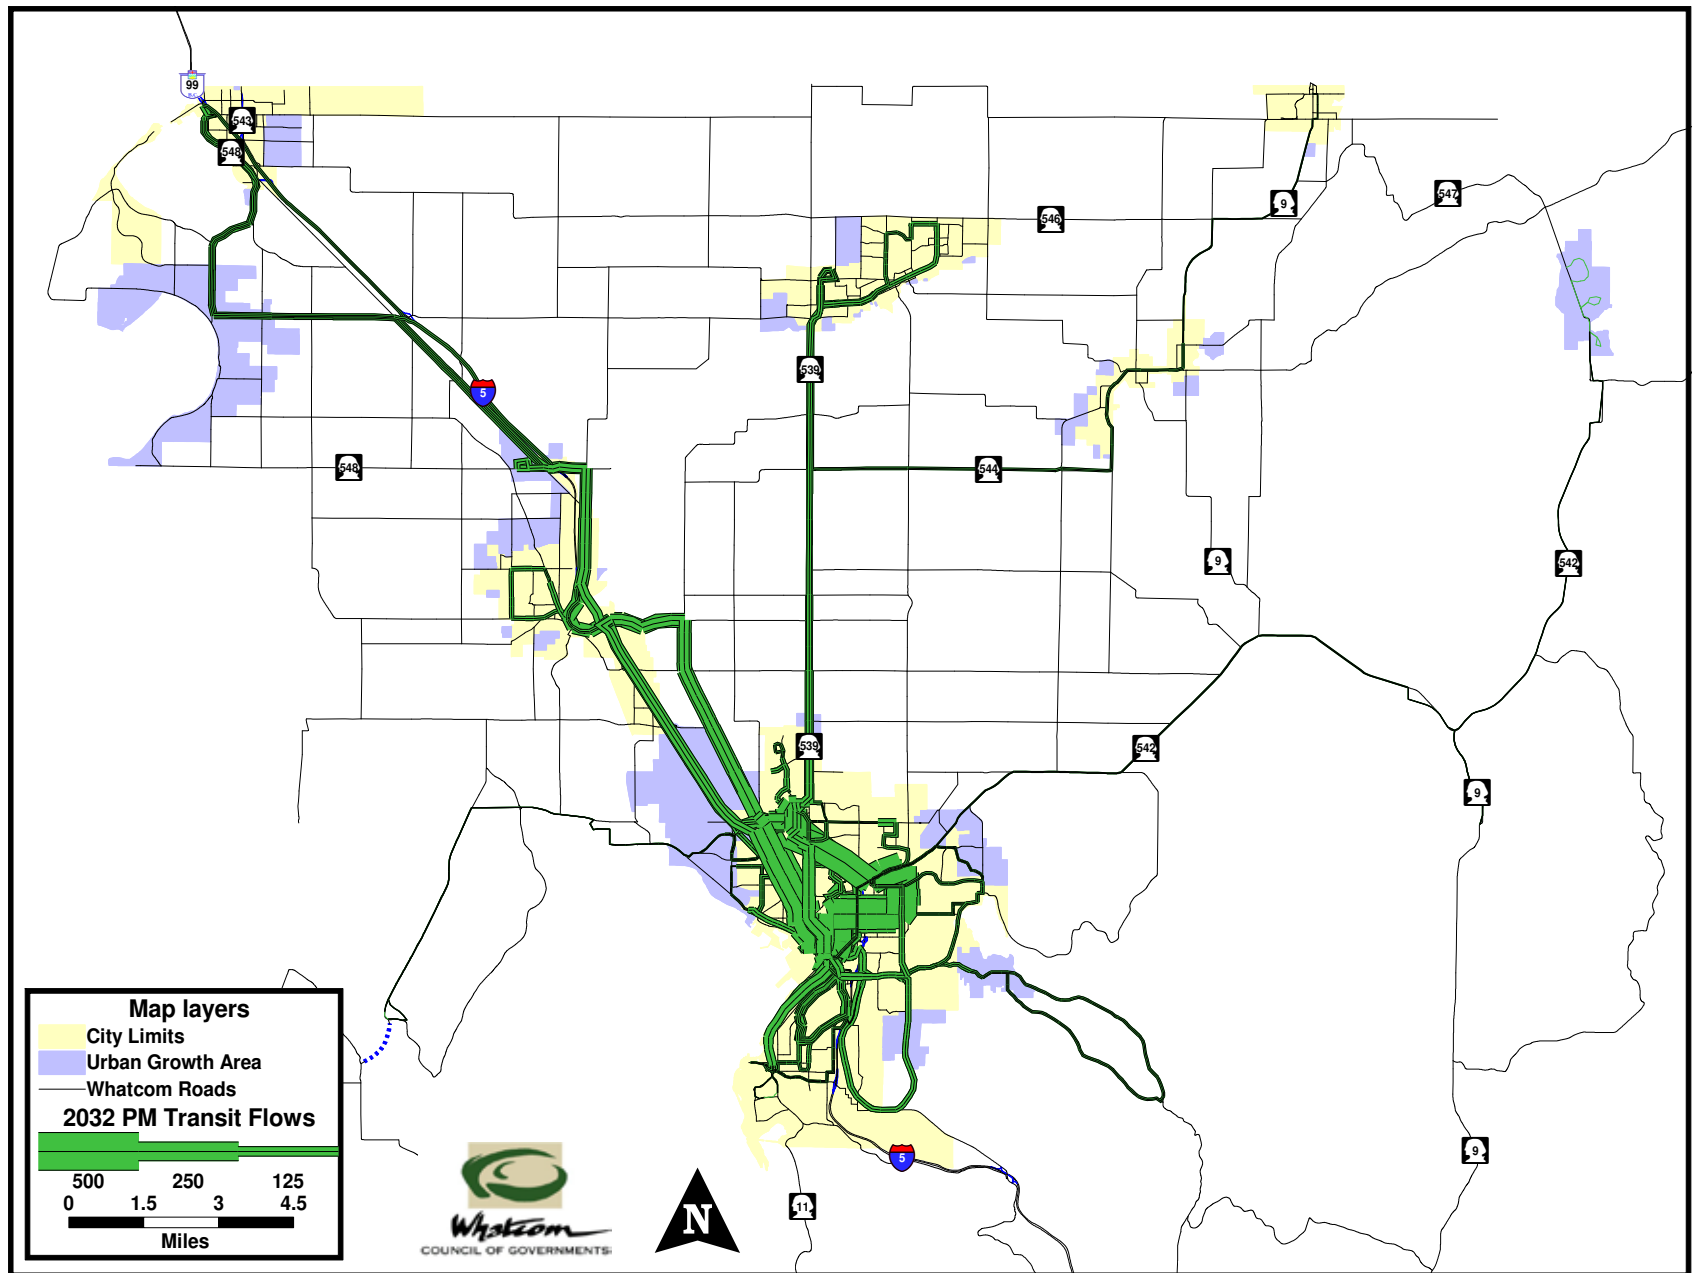 99
543
548
547
9
546
539
5
544
548
9
542
539
542
9
Map layers
City Limits
Urban Growth Area
Whatcom Roads
2032 PM Transit Flows
500 250 125
0 1.5 3 4.5
Miles
Whatcom
COUNCIL OF GOVERNMENTS
N
5
11
9